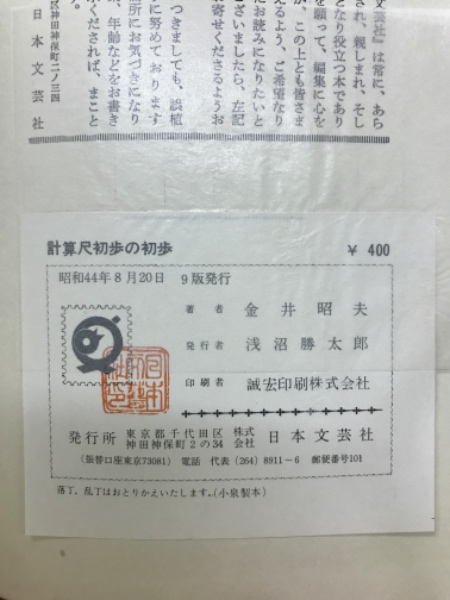 文芸社』は常に、あら
され、親しまれ、そし
となり役立つ本であり
を願って、編集に心を
が、この上とも皆さま
えるよう、ご希望なり
にお読みになりたいと
ございましたら、左記
寄せくださるようお
つきましても、誤植
に努めております
所にお気づきになり
、年齢などをお書き
くだされば、まこと
区神田神保町二ノ三四
日本文芸社
計算尺初歩の初歩
¥ 400
昭和44年8月20日 9版発行
著者 金井昭夫
発行者 浅沼勝太郎
印刷者 誠宏印刷株式会社
発行所 東京都千代田区神田神保町2の34 株式会社 日本文芸社
(振替口座東京73081) 電話 代表(264)8911-6 郵便番号101
落丁、乱丁はおとりかえいたします。(小泉製本)